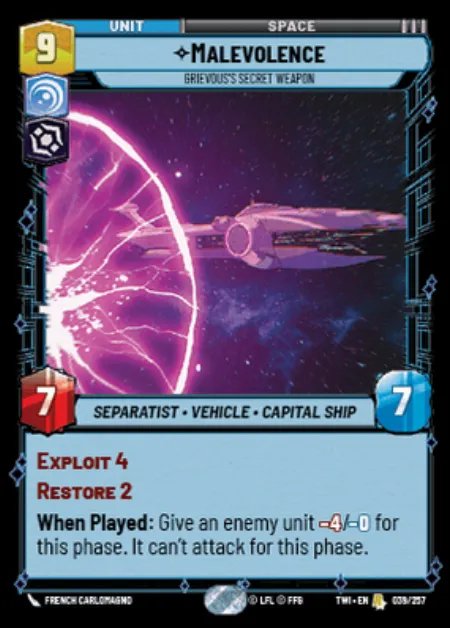 UNIT
SPACE
9
MALEVOLENCE
GRIEVOUS'S SECRET WEAPON
7
SEPARATIST • VEHICLE • CAPITAL SHIP
7
EXPLOIT 4
RESTORE 2
When Played: Give an enemy unit -4/-0 for
this phase. It can't attack for this phase.
FRENCH CARLOMAGNO
© LFL © FFG
TWI • EN
039/257